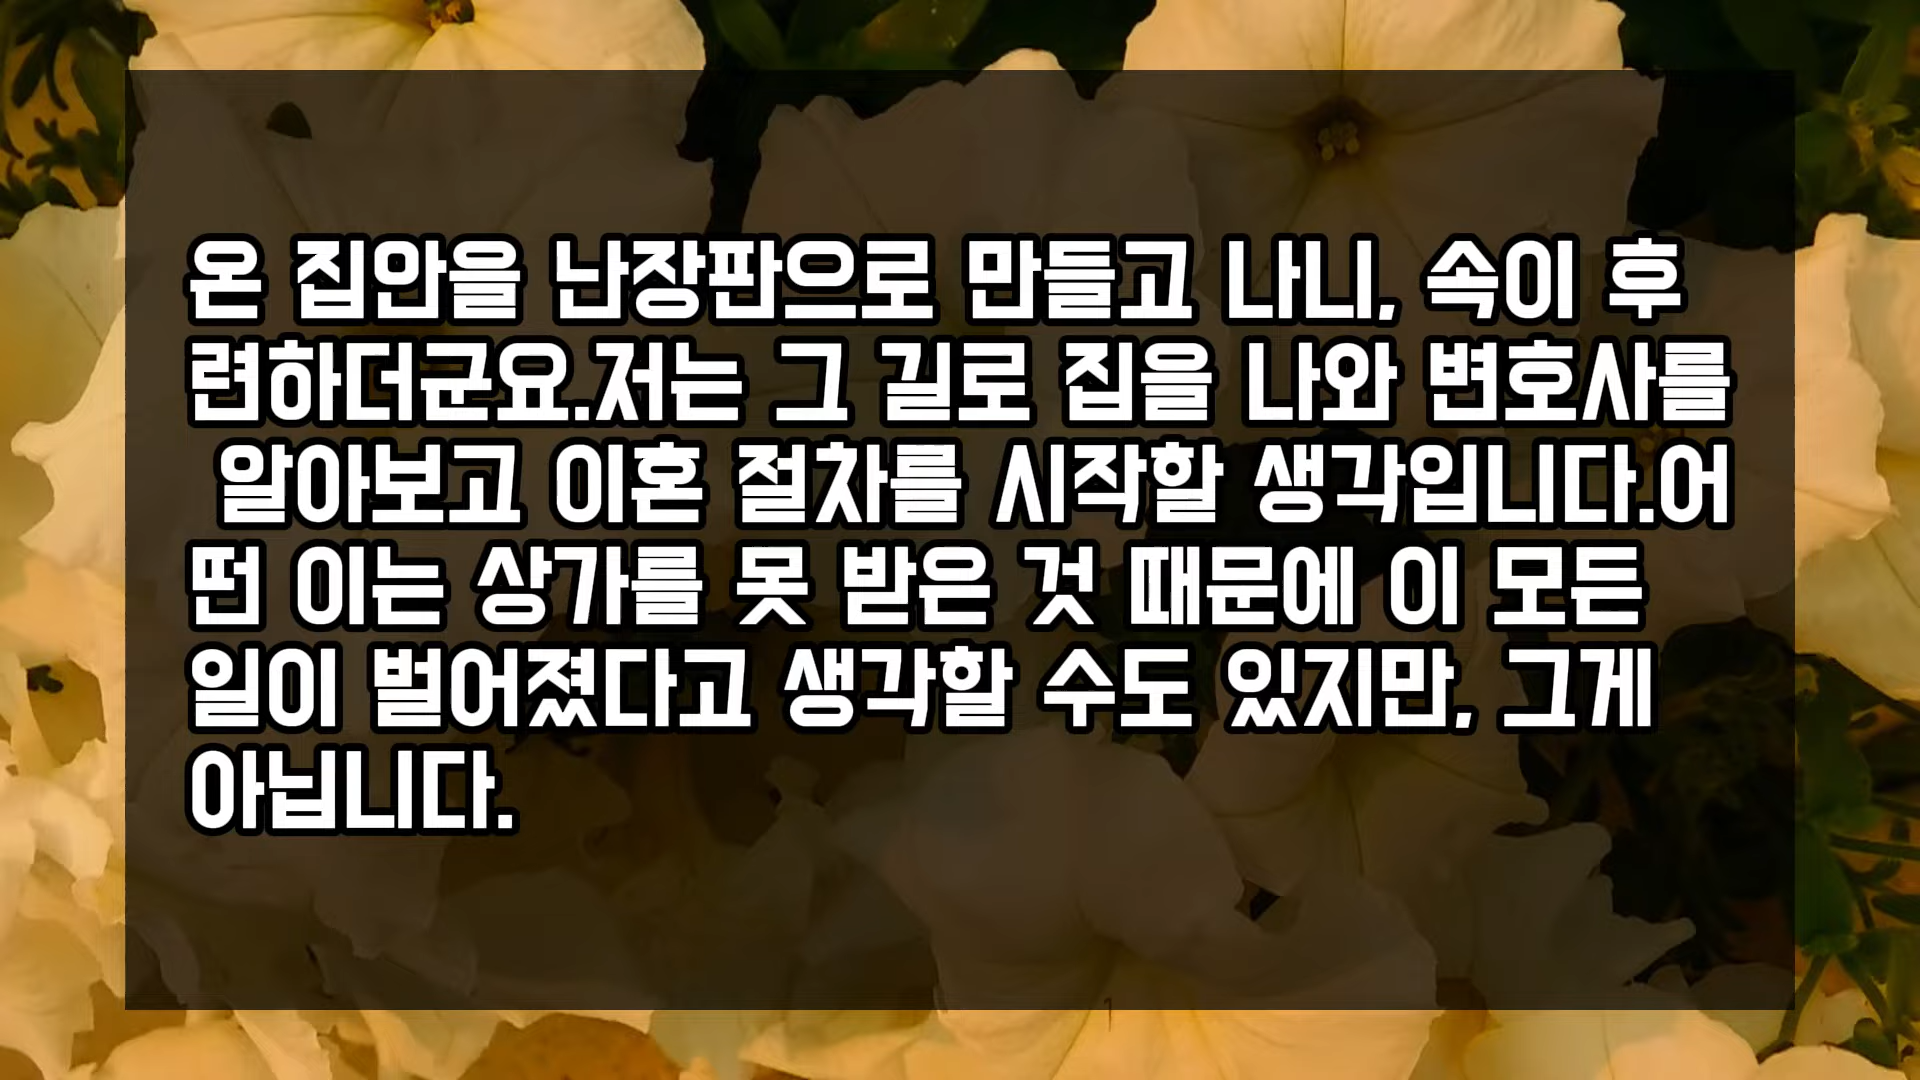 온 집안을 난장판으로 만들고 나니, 속이 후
련하더군요.저는 그 길로 집을 나와 변호사를
알아보고 이혼 절차를 시작할 생각입니다.어
떤 이는 상가를 못 받은 것 때문에 이 모든
일이 벌어졌다고 생각할 수도 있지만, 그게
아닙니다.